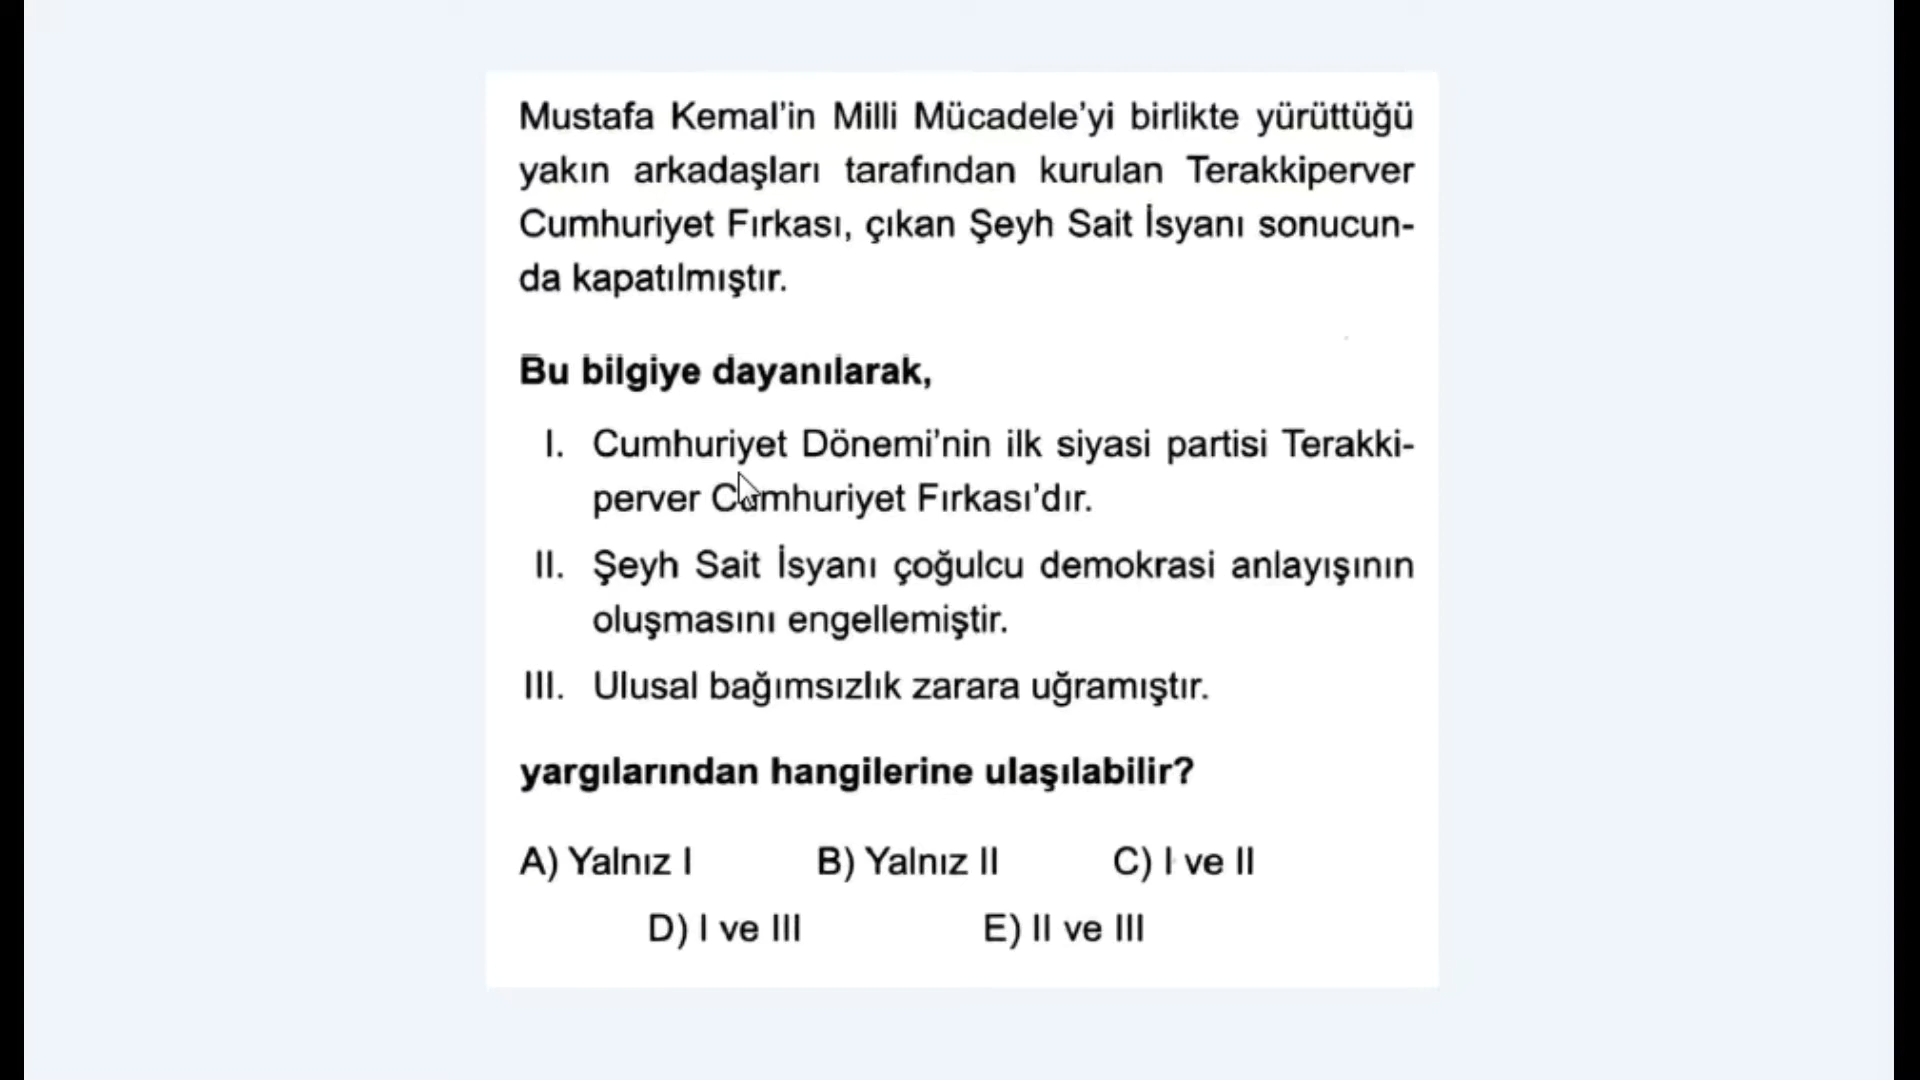 Mustafa Kemal'in Milli Mücadele'yi birlikte yürüttüğü
yakın arkadaşları tarafından kurulan Terakkiperver
Cumhuriyet Fırkası, çıkan Şeyh Sait İsyanı sonucun-
da kapatılmıştır.
Bu bilgiye dayanılarak,
I. Cumhuriyet Dönemi'nin ilk siyasi partisi Terakki-
perver Cumhuriyet Fırkası'dır.
II. Şeyh Sait İsyanı çoğulcu demokrasi anlayışının
oluşmasını engellemiştir.
III. Ulusal bağımsızlık zarara uğramıştır.
yargılarından hangilerine ulaşılabilir?
A) Yalnız I B) Yalnız II C) I ve II
D) I ve III E) II ve III